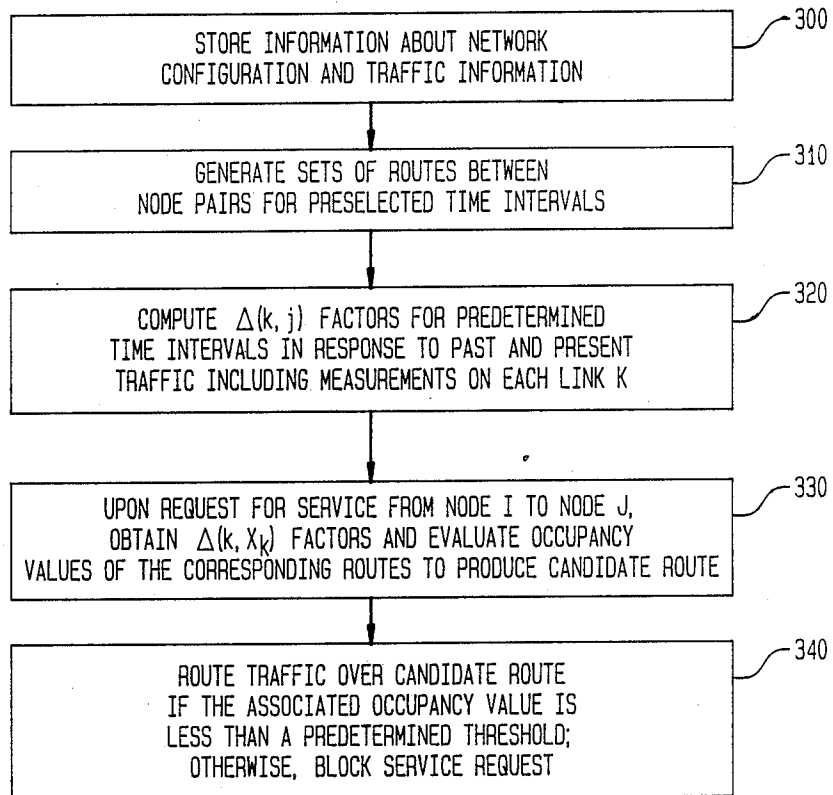 STORE INFORMATION ABOUT NETWORK
CONFIGURATION AND TRAFFIC INFORMATION
300
GENERATE SETS OF ROUTES BETWEEN
NODE PAIRS FOR PRESELECTED TIME INTERVALS
310
COMPUTE Δ(k, j) FACTORS FOR PREDETERMINED
TIME INTERVALS IN RESPONSE TO PAST AND PRESENT
TRAFFIC INCLUDING MEASUREMENTS ON EACH LINK K
320
UPON REQUEST FOR SERVICE FROM NODE I TO NODE J,
OBTAIN Δ(k, Xk) FACTORS AND EVALUATE OCCUPANCY
VALUES OF THE CORRESPONDING ROUTES TO PRODUCE CANDIDATE ROUTE
330
ROUTE TRAFFIC OVER CANDIDATE ROUTE
IF THE ASSOCIATED OCCUPANCY VALUE IS
LESS THAN A PREDETERMINED THRESHOLD;
OTHERWISE, BLOCK SERVICE REQUEST
340